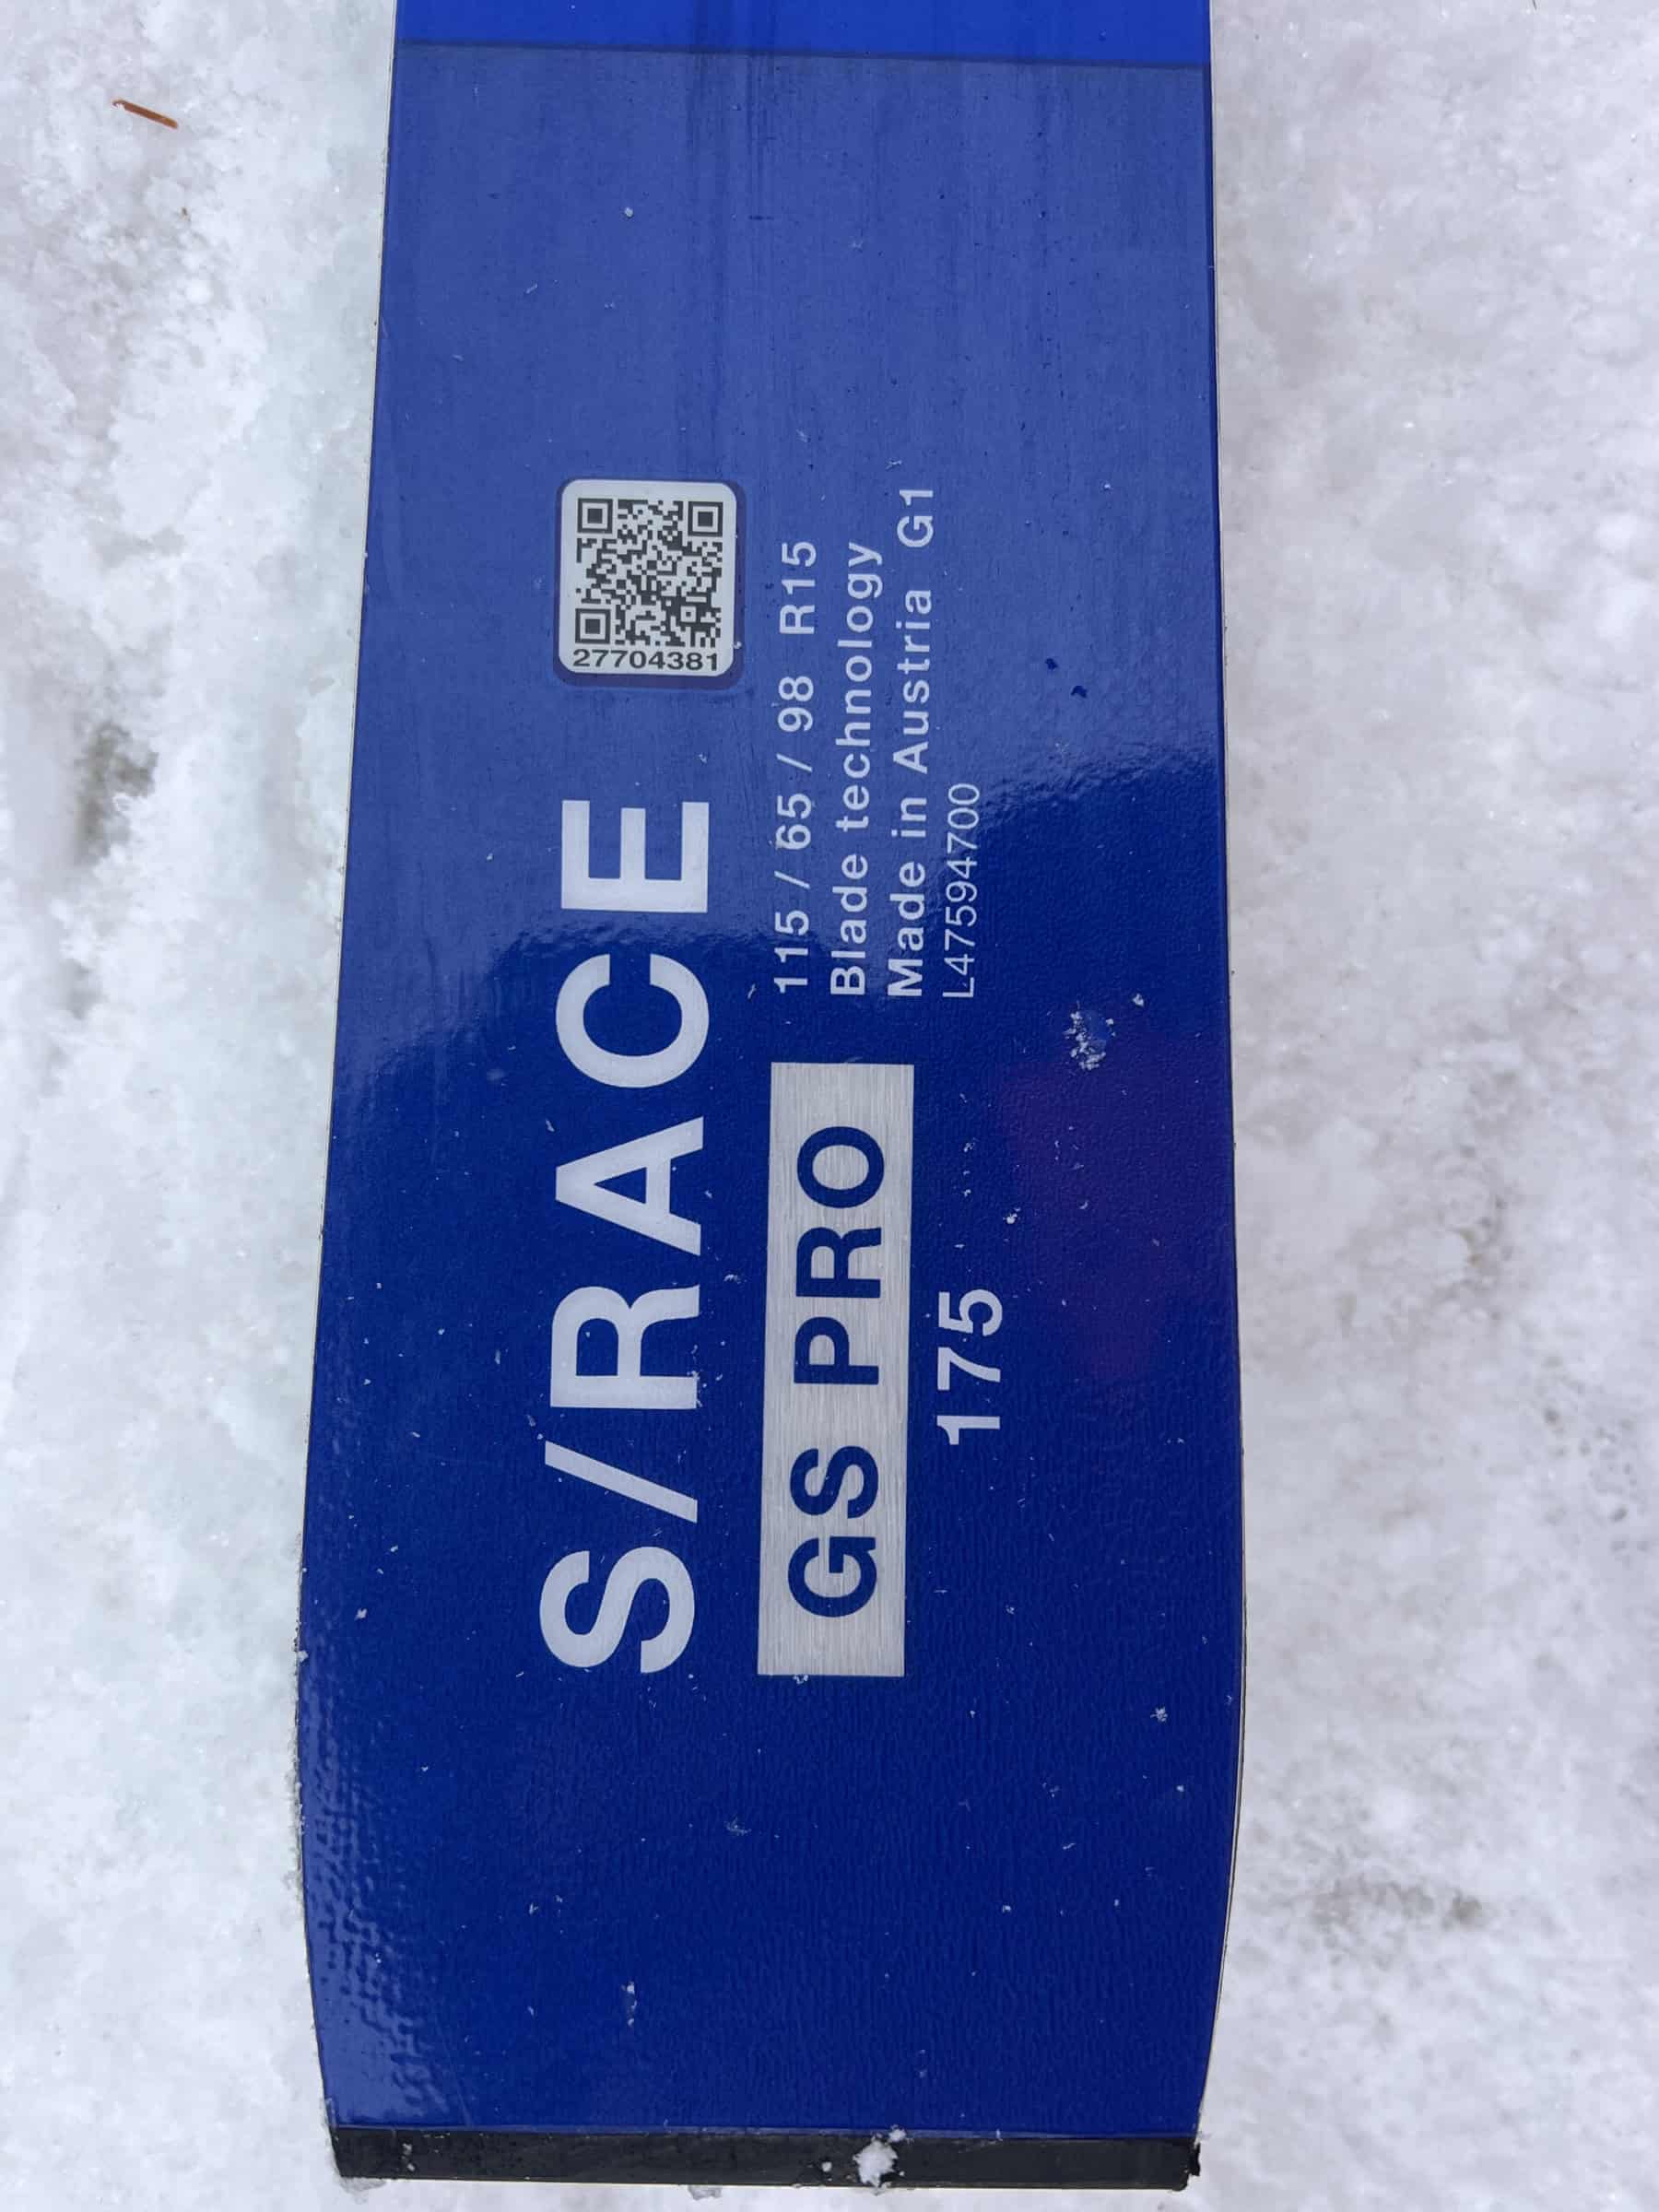 S/RACE
27704381
GS PRO
175
115 / 65 / 98 R15
Blade technology
Made in Austria G1
L47594700